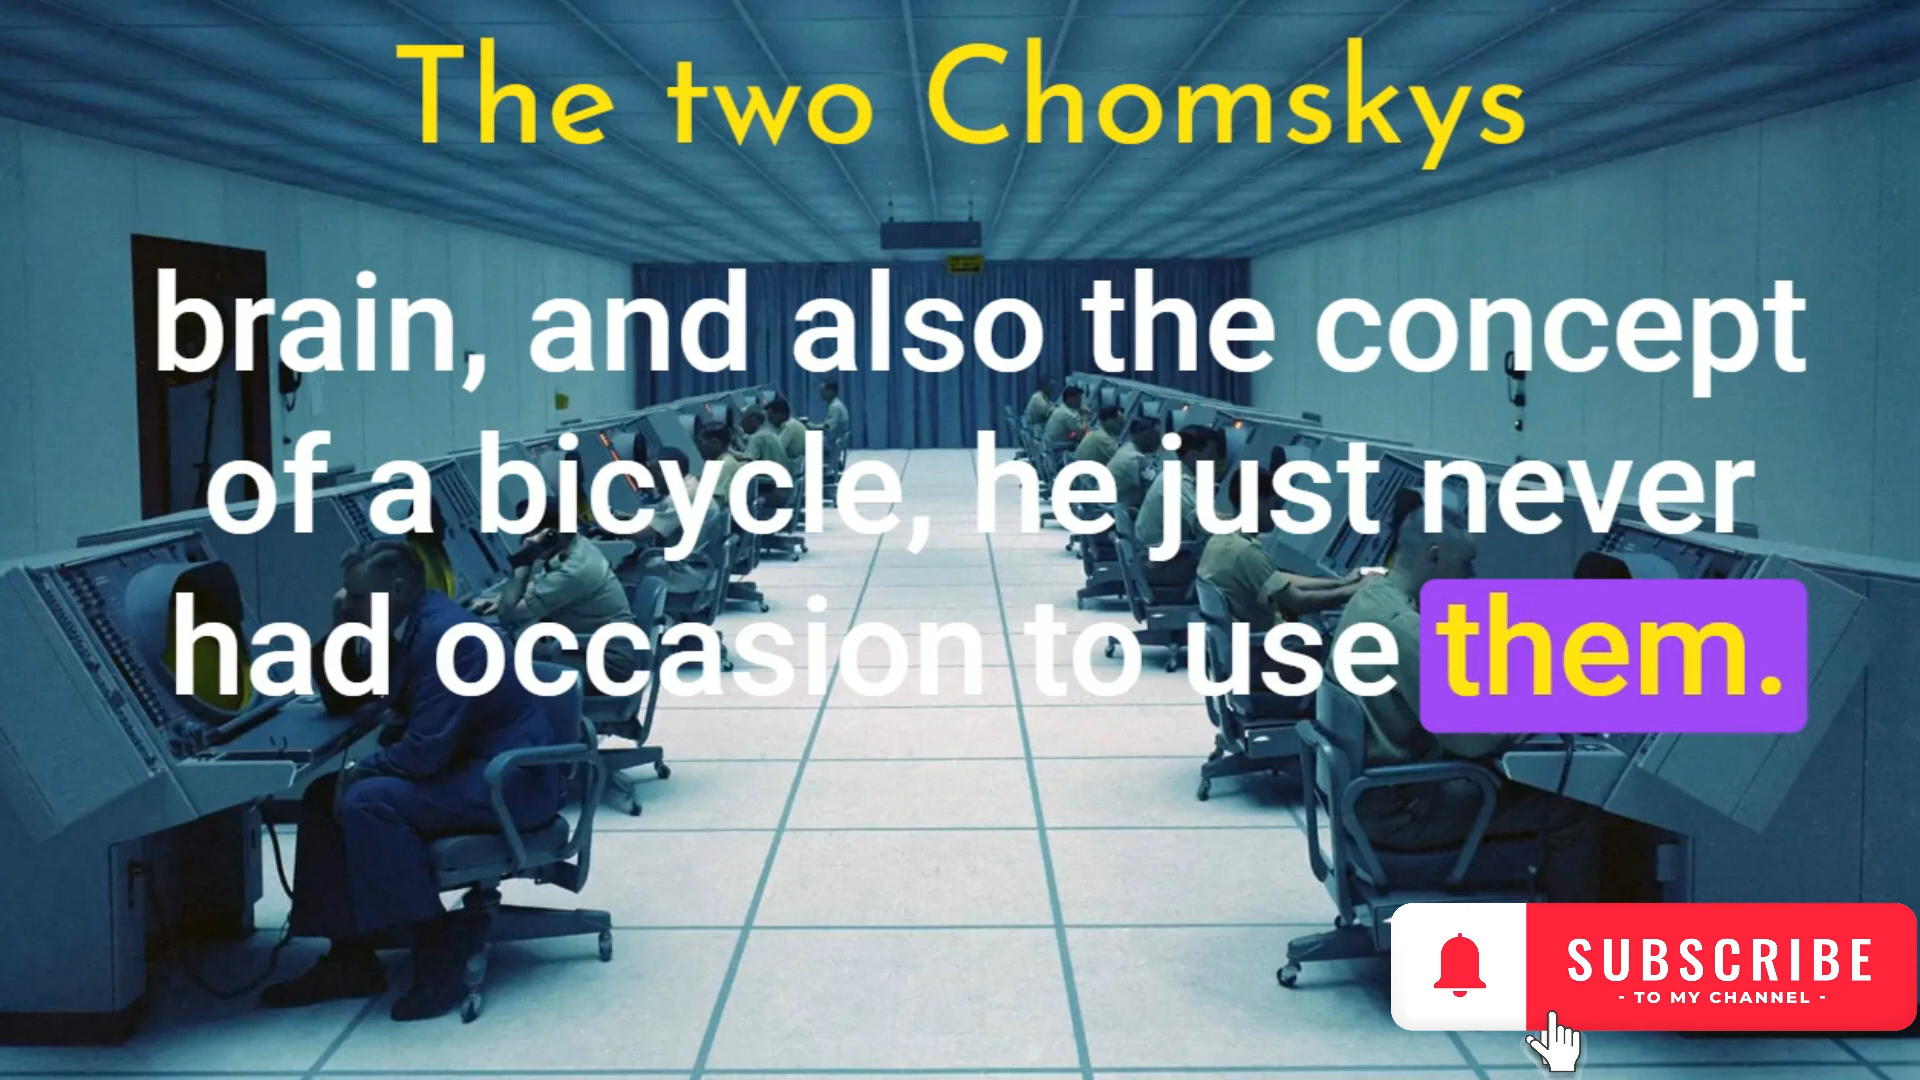 The two Chomskys
brain, and also the concept
of a bicycle, he just never
had occasion to use them.
SUBSCRIBE
- TO MY CHANNEL -